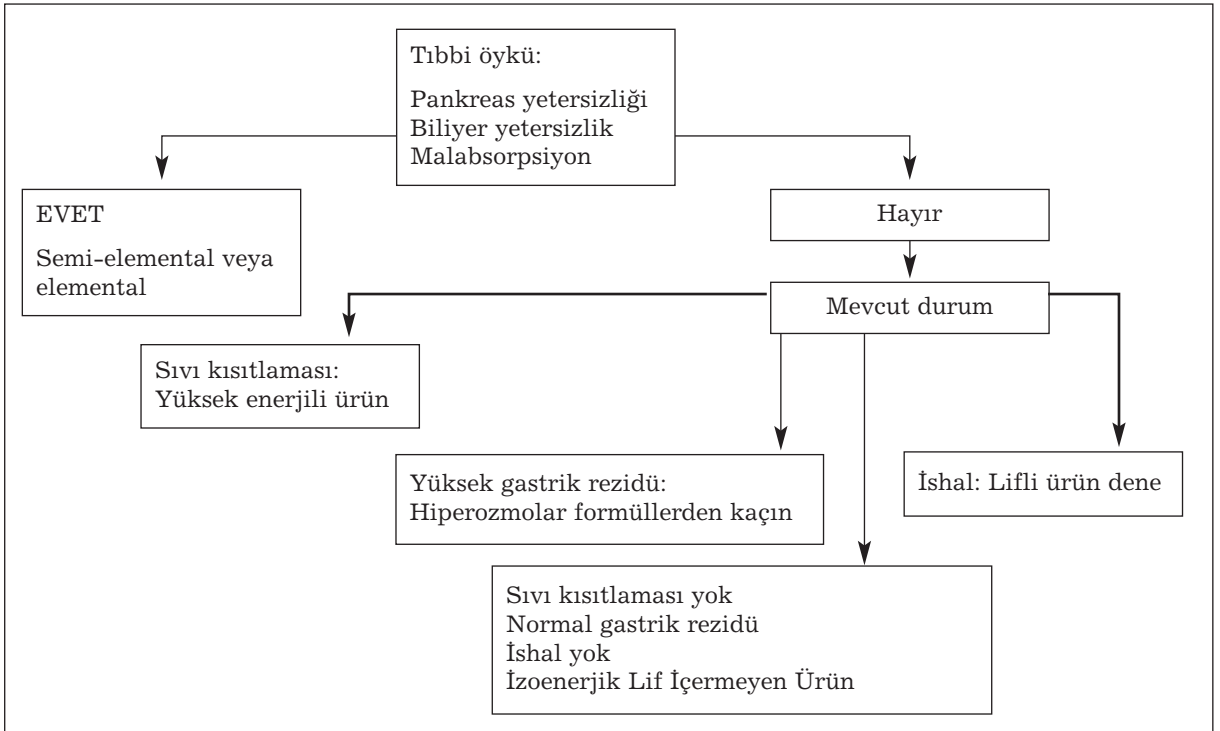 Tıbbi öykü:
Pankreas yetersizliği
Biliyer yetersizlik
Malabsorpsiyon
EVET
Semi-elemental veya
elemental
Hayır
Mevcut durum
Sıvı kısıtlaması:
Yüksek enerjili ürün
Yüksek gastrik rezidü:
Hiperozmolar formüllerden kaçın
İshal: Lifli ürün dene
Sıvı kısıtlaması yok
Normal gastrik rezidü
İshal yok
İzoenerjik Lif İçermeyen Ürün